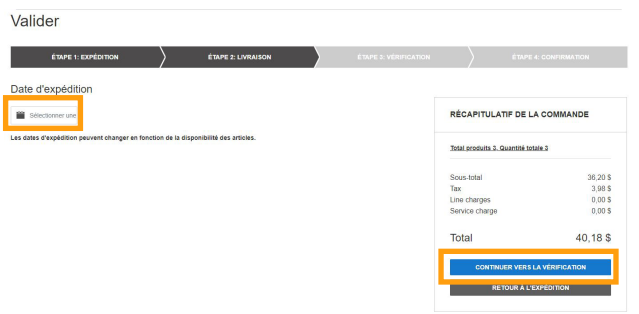 Valider
ÉTAPE 1: EXPÉDITION
ÉTAPE 2: LIVRAISON
ÉTAPE 3: VÉRIFICATION
ÉTAPE 4: CONFIRMATION
Date d'expédition
Sélectionner une
Les dates d'expédition peuvent changer en fonction de la disponibilité des articles.
RÉCAPITULATIF DE LA COMMANDE
Total produits 3, Quantité totale 3
Sous-total 36,20 $
Tax 3,98 $
Line charges 0,00 $
Service charge 0,00 $
Total 40,18 $
CONTINUER VERS LA VÉRIFICATION
RETOUR À L'EXPÉDITION